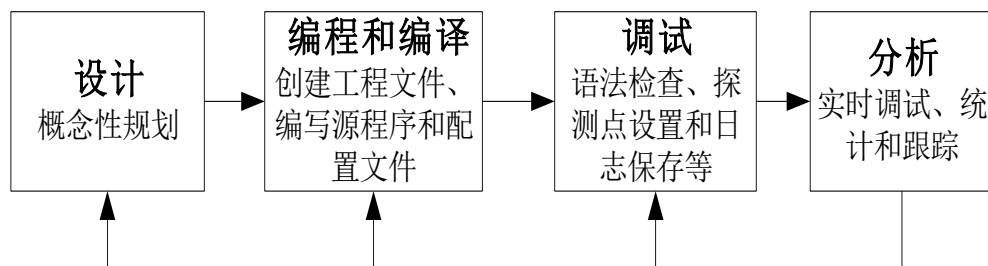 设计
概念性规划
编程和编译
创建工程文件、
编写源程序和配
置文件
调试
语法检查、探
测点设置和日
志保存等
分析
实时调试、统
计和跟踪